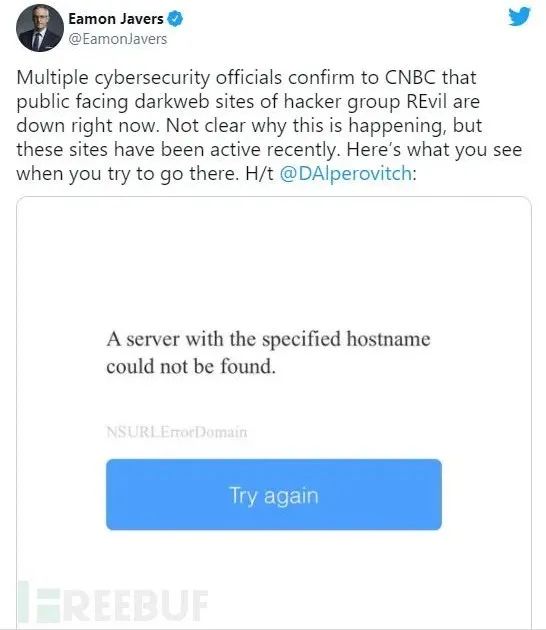 Eamon Javers
@EamonJavers
Multiple cybersecurity officials confirm to CNBC that
public facing darkweb sites of hacker group REvil are
down right now. Not clear why this is happening, but
these sites have been active recently. Here's what you see
when you try to go there. H/t @DAlperovitch:
A server with the specified hostname
could not be found.
NSURLErrorDomain
Try again
FREEBUF